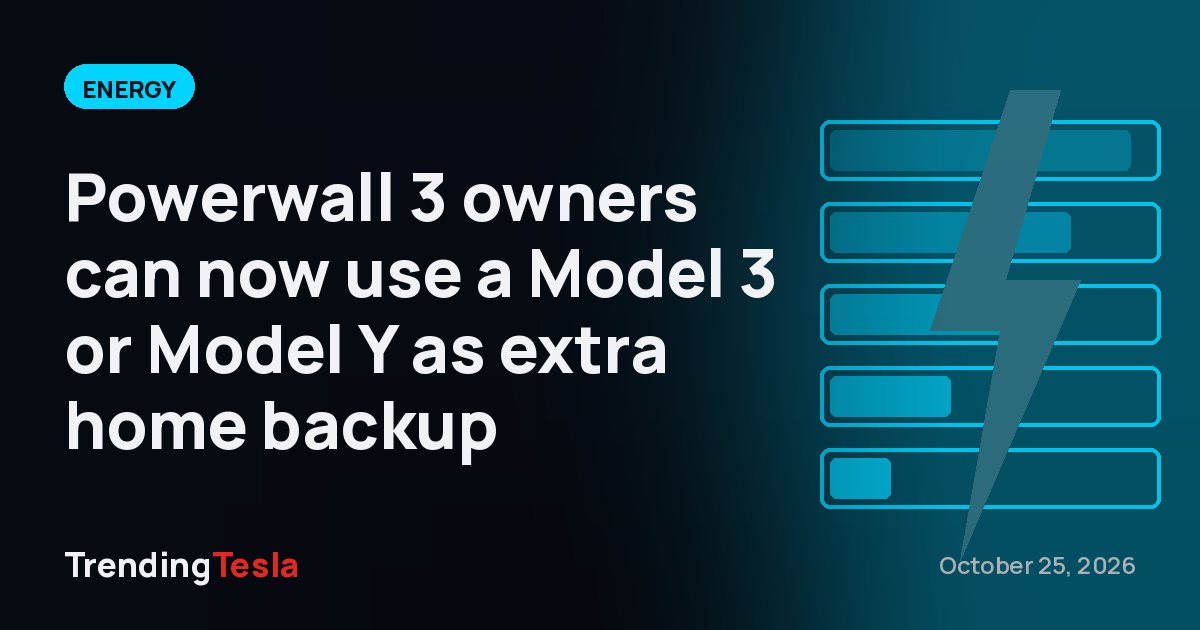 ENERGY
Powerwall 3 owners
can now use a Model 3
or Model Y as extra
home backup
TrendingTesla
October 25, 2026